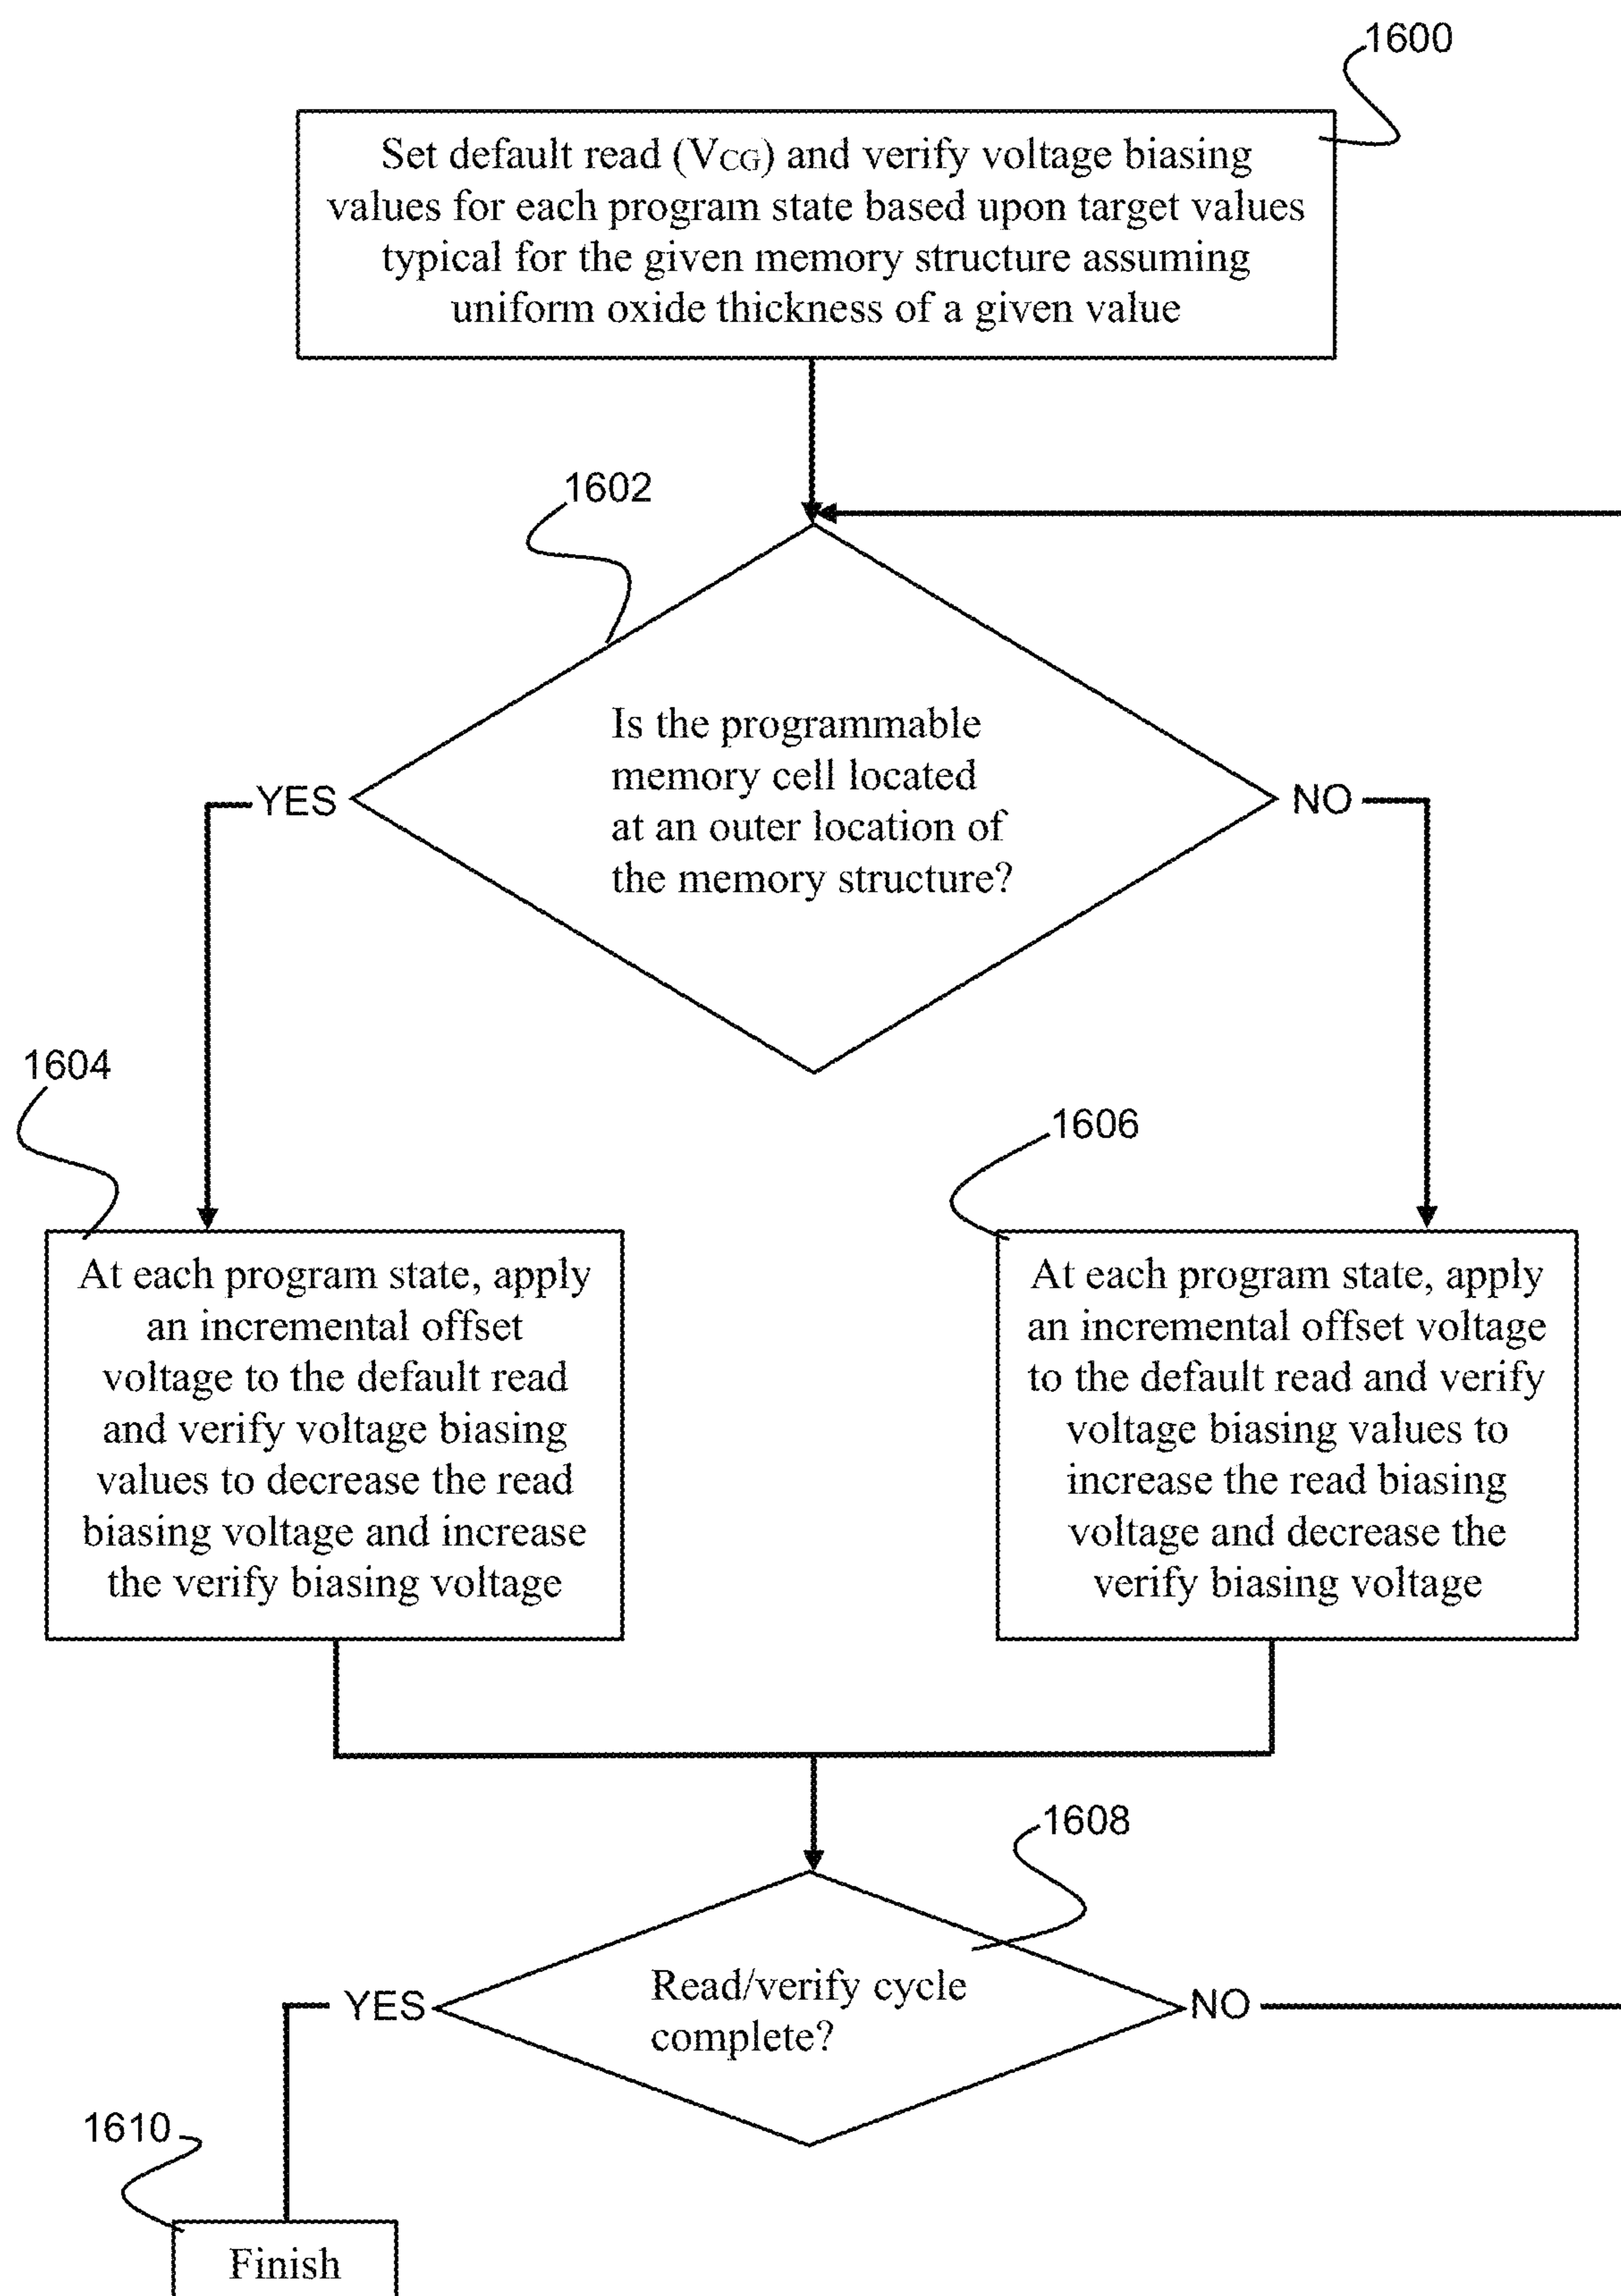 1600
Set default read (VCG) and verify voltage biasing
values for each program state based upon target values
typical for the given memory structure assuming
uniform oxide thickness of a given value
1602
Is the programmable
memory cell located
at an outer location of
the memory structure?
YES
NO
1604
At each program state, apply
an incremental offset
voltage to the default read
and verify voltage biasing
values to decrease the read
biasing voltage and increase
the verify biasing voltage
1606
At each program state, apply
an incremental offset voltage
to the default read and verify
voltage biasing values to
increase the read biasing
voltage and decrease the
verify biasing voltage
1608
Read/verify cycle
complete?
YES
NO
1610
Finish